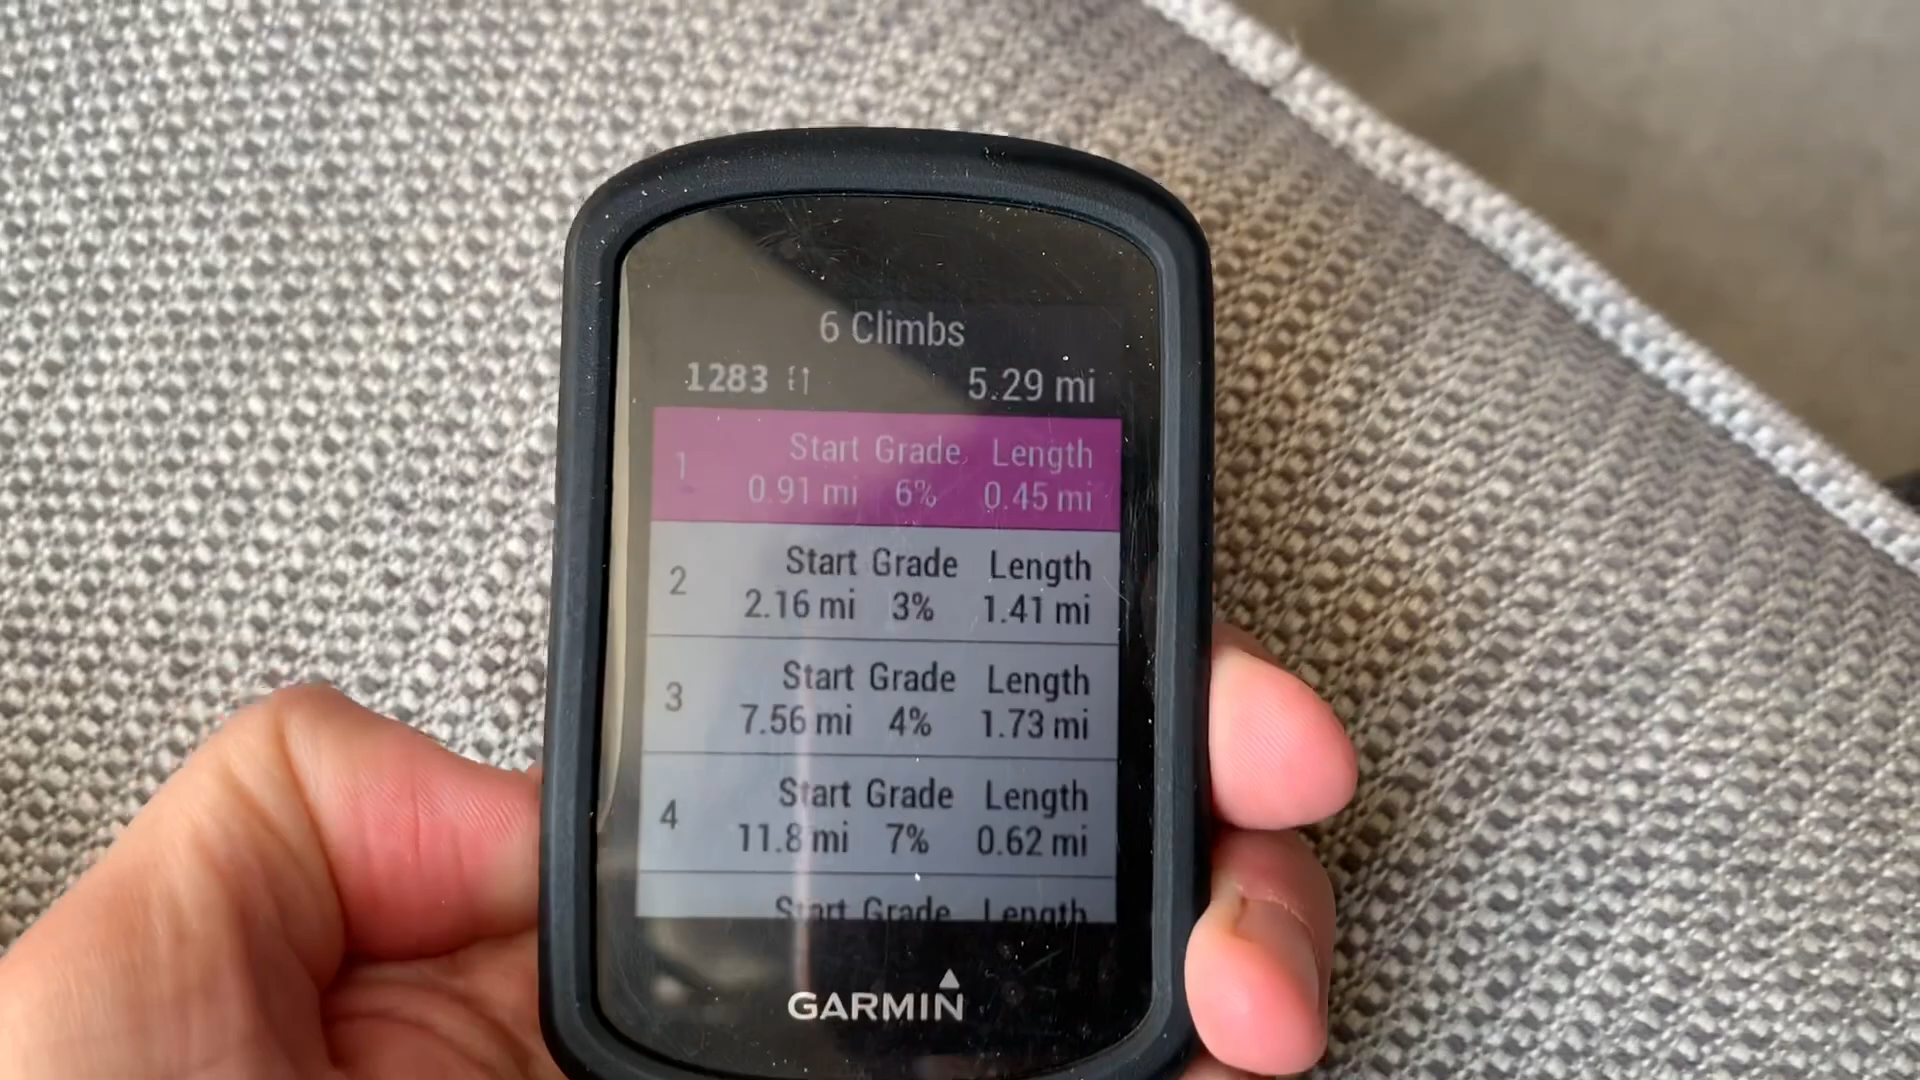 6 Climbs
1283 ft 5.29 mi
1 Start Grade Length
0.91 mi 6% 0.45 mi
2 Start Grade Length
2.16 mi 3% 1.41 mi
3 Start Grade Length
7.56 mi 4% 1.73 mi
4 Start Grade Length
11.8 mi 7% 0.62 mi
Start Grade Length
GARMIN